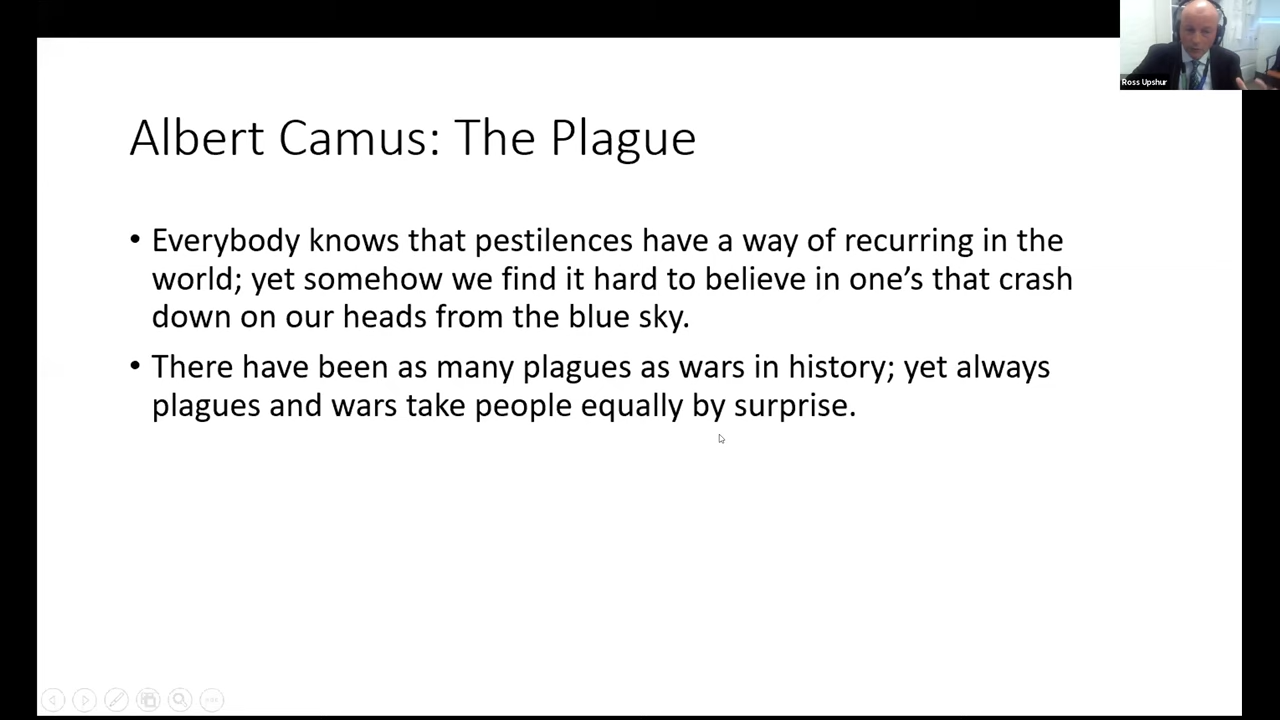 Ross Upshur
Albert Camus: The Plague
• Everybody knows that pestilences have a way of recurring in the
world; yet somehow we find it hard to believe in one’s that crash
down on our heads from the blue sky.
• There have been as many plagues as wars in history; yet always
plagues and wars take people equally by surprise.